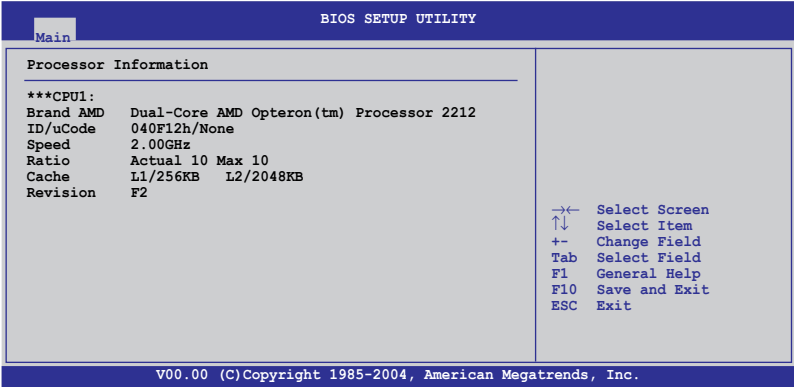 BIOS SETUP UTILITY
Main
Processor Information
***CPU1:
Brand AMD Dual-Core AMD Opteron(tm) Processor 2212
ID/uCode 040F12h/None
Speed 2.00GHz
Ratio Actual 10 Max 10
Cache L1/256KB L2/2048KB
Revision F2
→← Select Screen
↑↓ Select Item
+- Change Field
Tab Select Field
F1 General Help
F10 Save and Exit
ESC Exit
V00.00 (C)Copyright 1985-2004, American Megatrends, Inc.